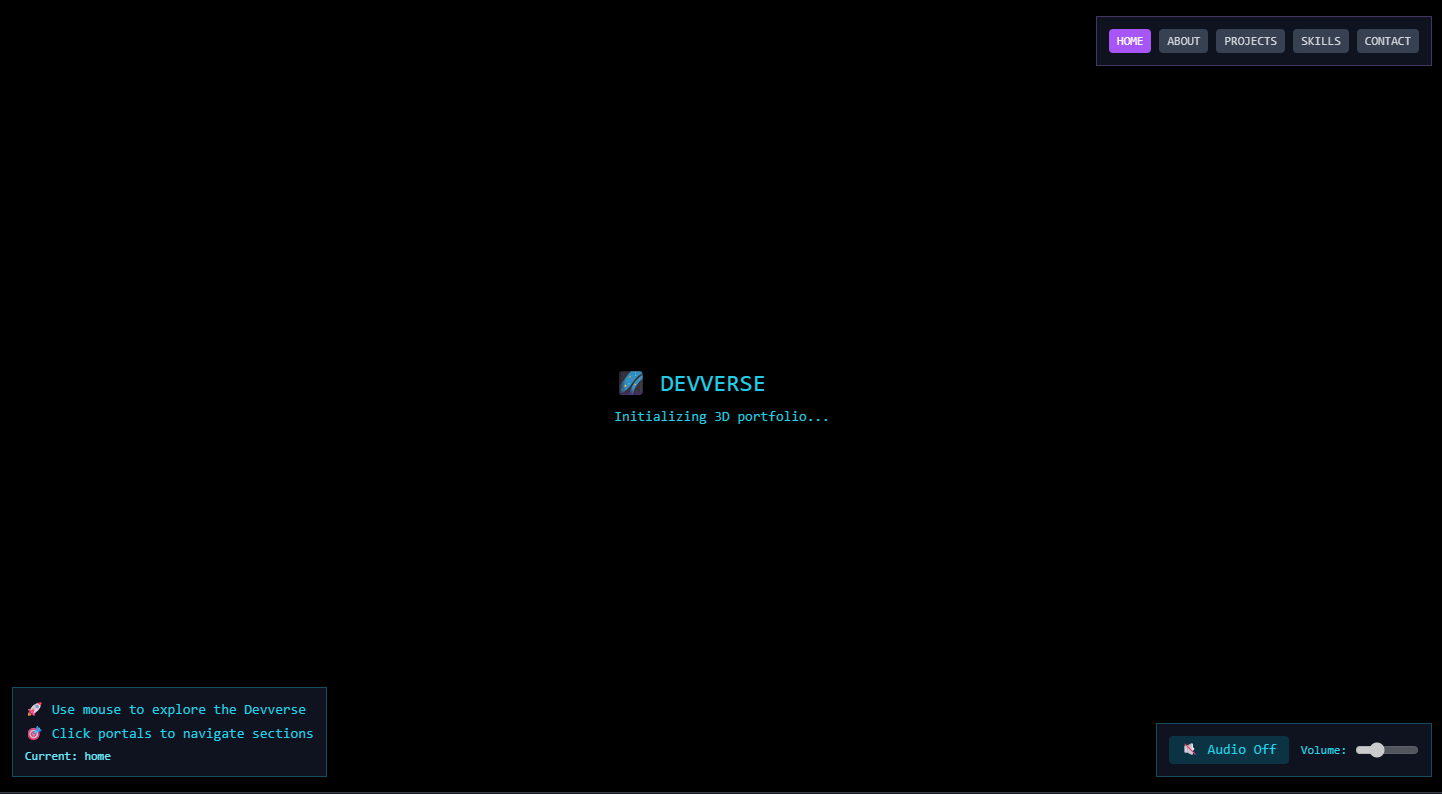 HOME ABOUT PROJECTS SKILLS CONTACT
DEVVERSE
Initializing 3D portfolio...
Use mouse to explore the Devverse
Click portals to navigate sections
Current: home
Audio Off Volume: